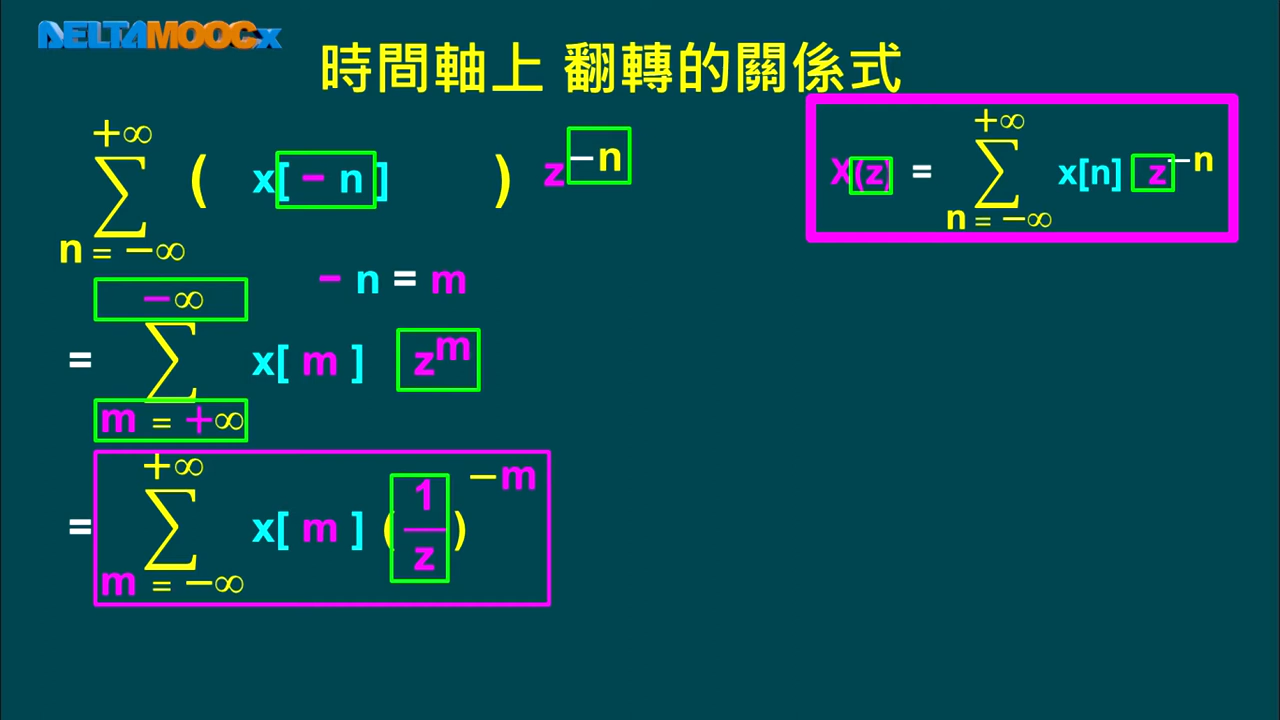 DELTAMOOCx
時間軸上 翻轉的關係式
+∞
∑ ( x[ − n ] ) z^−n
n = −∞
+∞
X(z) = ∑ x[n] z^−n
n = −∞
− n = m
−∞
= ∑ x[ m ] z^m
m = +∞
+∞
= ∑ x[ m ] ( 1/z )^−m
m = −∞